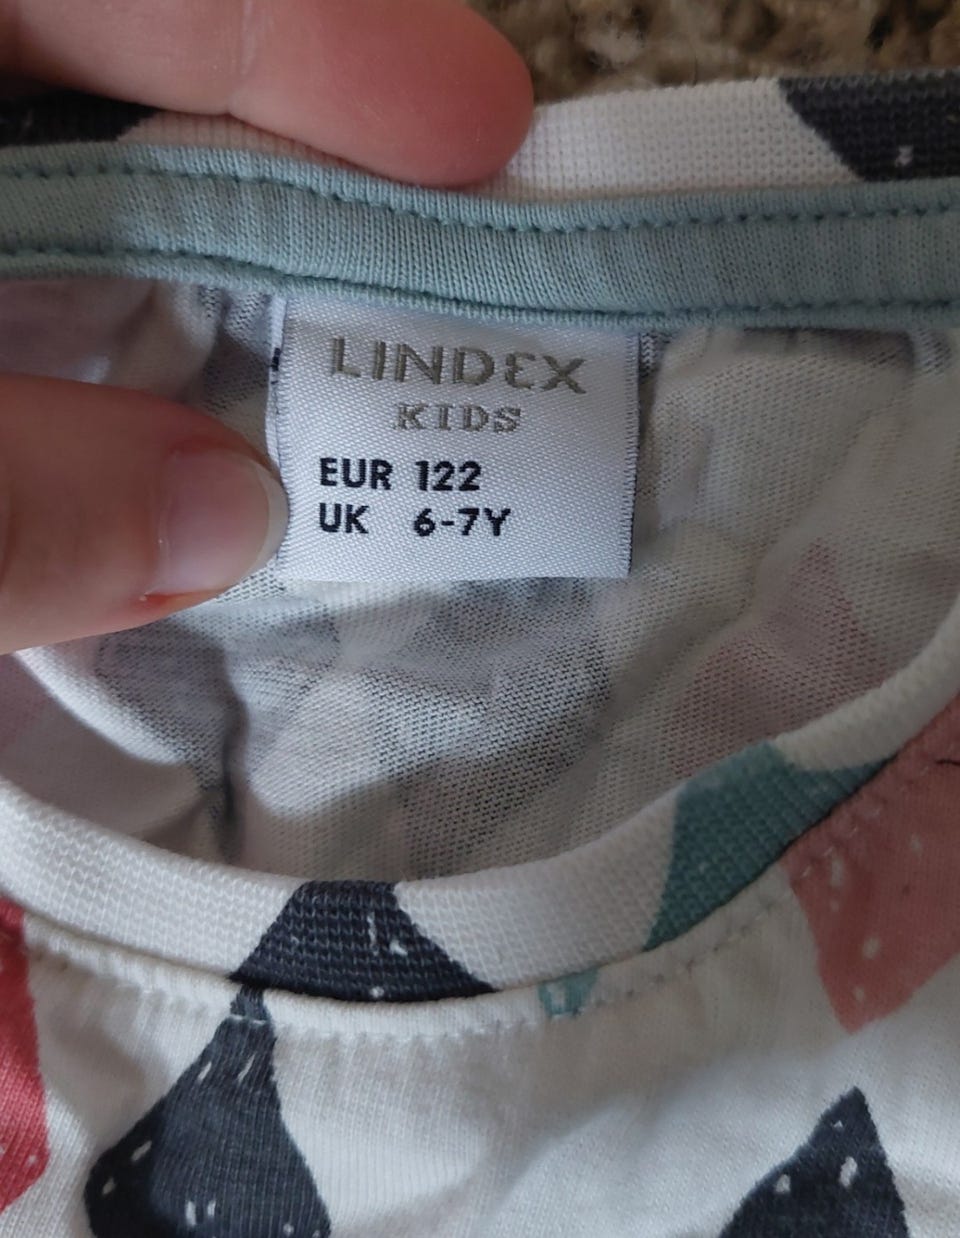 LINDEX
KIDS
EUR 122
UK 6-7Y